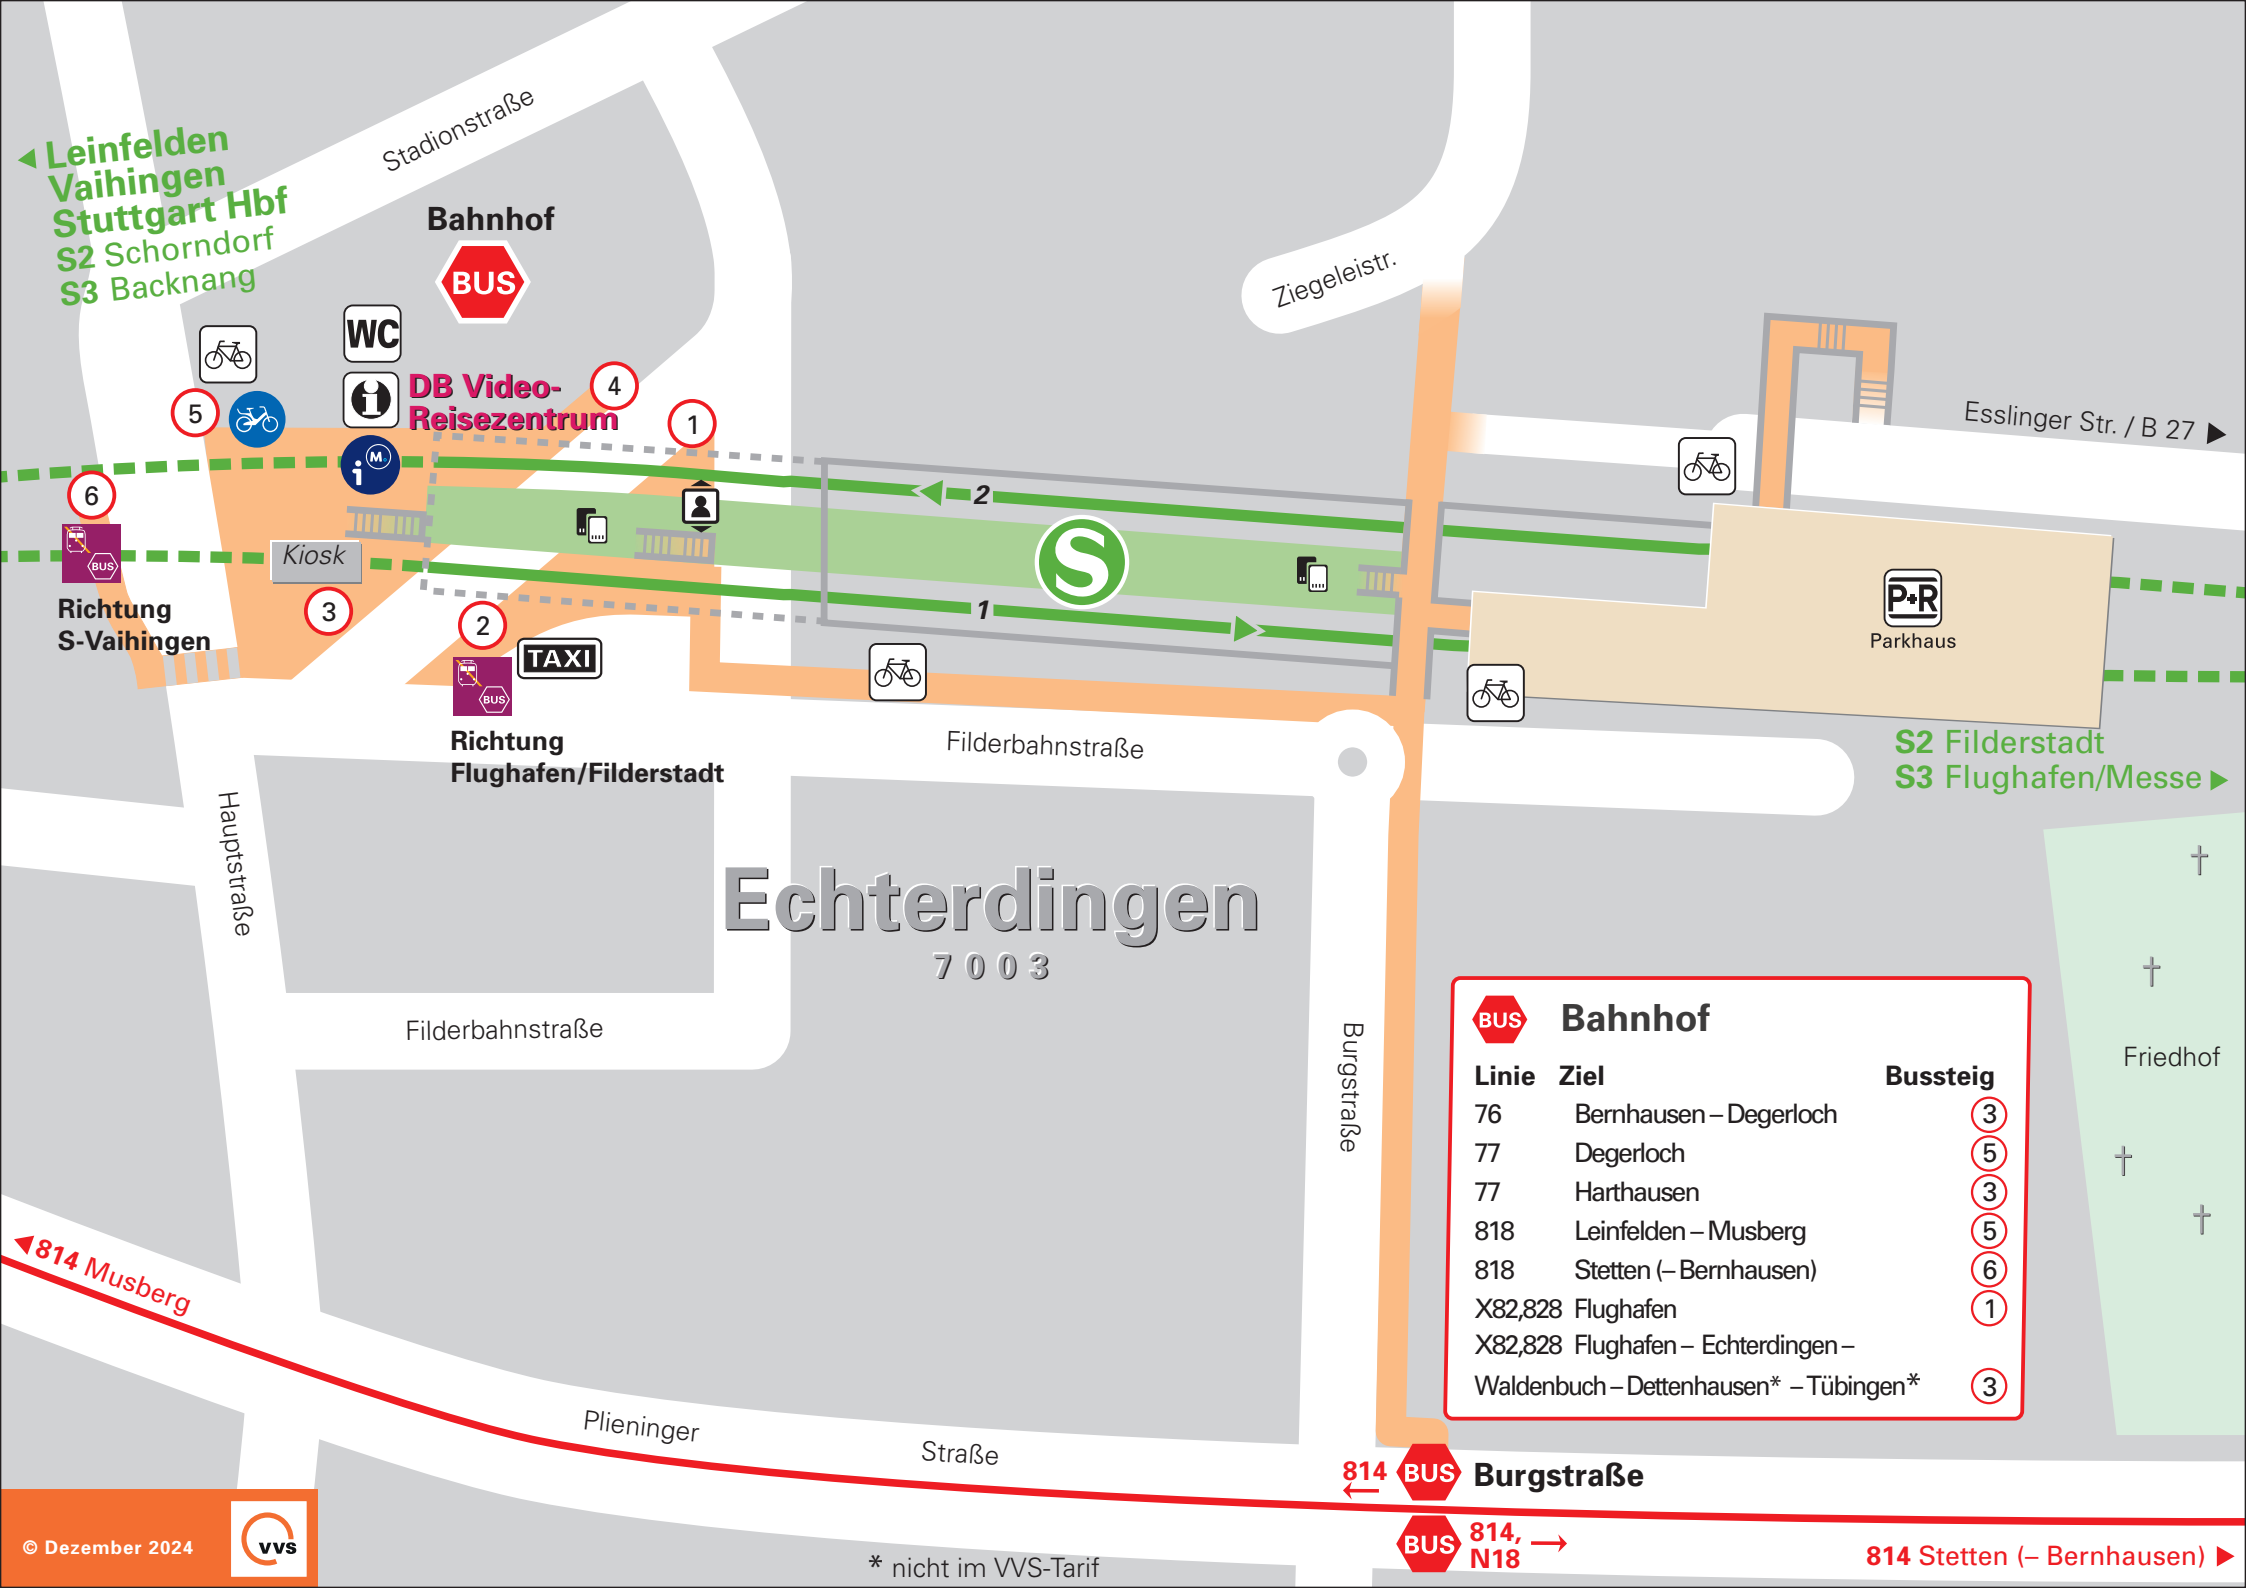 Stadionstraße
Leinfelden
Vaihingen
Stuttgart Hbf
S2 Schorndorf
S3 Backnang
Bahnhof
BUS
WC
i
DB Video-
Reisezentrum
4
1
5
i M.
6
BUS
Richtung
S-Vaihingen
Kiosk
3
2
TAXI
BUS
Richtung
Flughafen/Filderstadt
Ziegeleistr.
Esslinger Str. / B 27
2
S
1
P+R
Parkhaus
S2 Filderstadt
S3 Flughafen/Messe
Filderbahnstraße
Hauptstraße
Echterdingen
7003
Filderbahnstraße
Burgstraße
Friedhof
BUS Bahnhof
Linie Ziel Bussteig
76 Bernhausen – Degerloch 3
77 Degerloch 5
77 Harthausen 3
818 Leinfelden – Musberg 5
818 Stetten (– Bernhausen) 6
X82,828 Flughafen 1
X82,828 Flughafen – Echterdingen –
Waldenbuch – Dettenhausen* – Tübingen* 3
814 Musberg
Plieninger Straße
814 BUS Burgstraße
BUS 814,
N18
814 Stetten (– Bernhausen)
* nicht im VVS-Tarif
© Dezember 2024
vvs